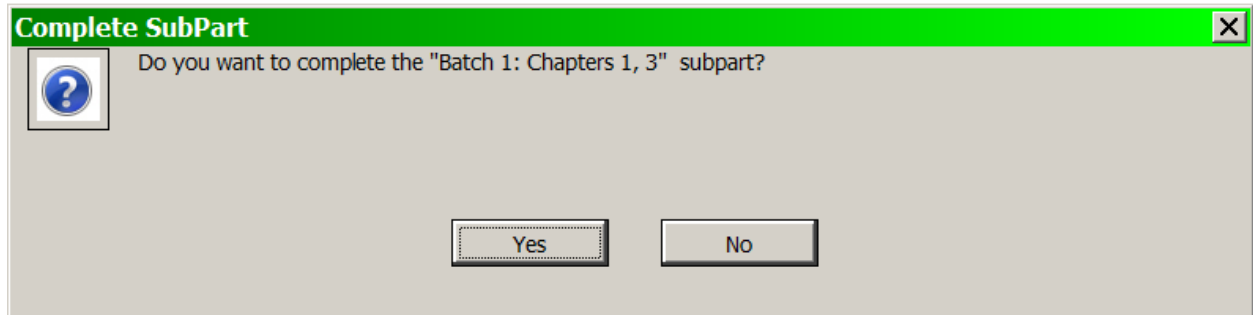 Complete SubPart
Do you want to complete the "Batch 1: Chapters 1, 3"  subpart?
Yes
No